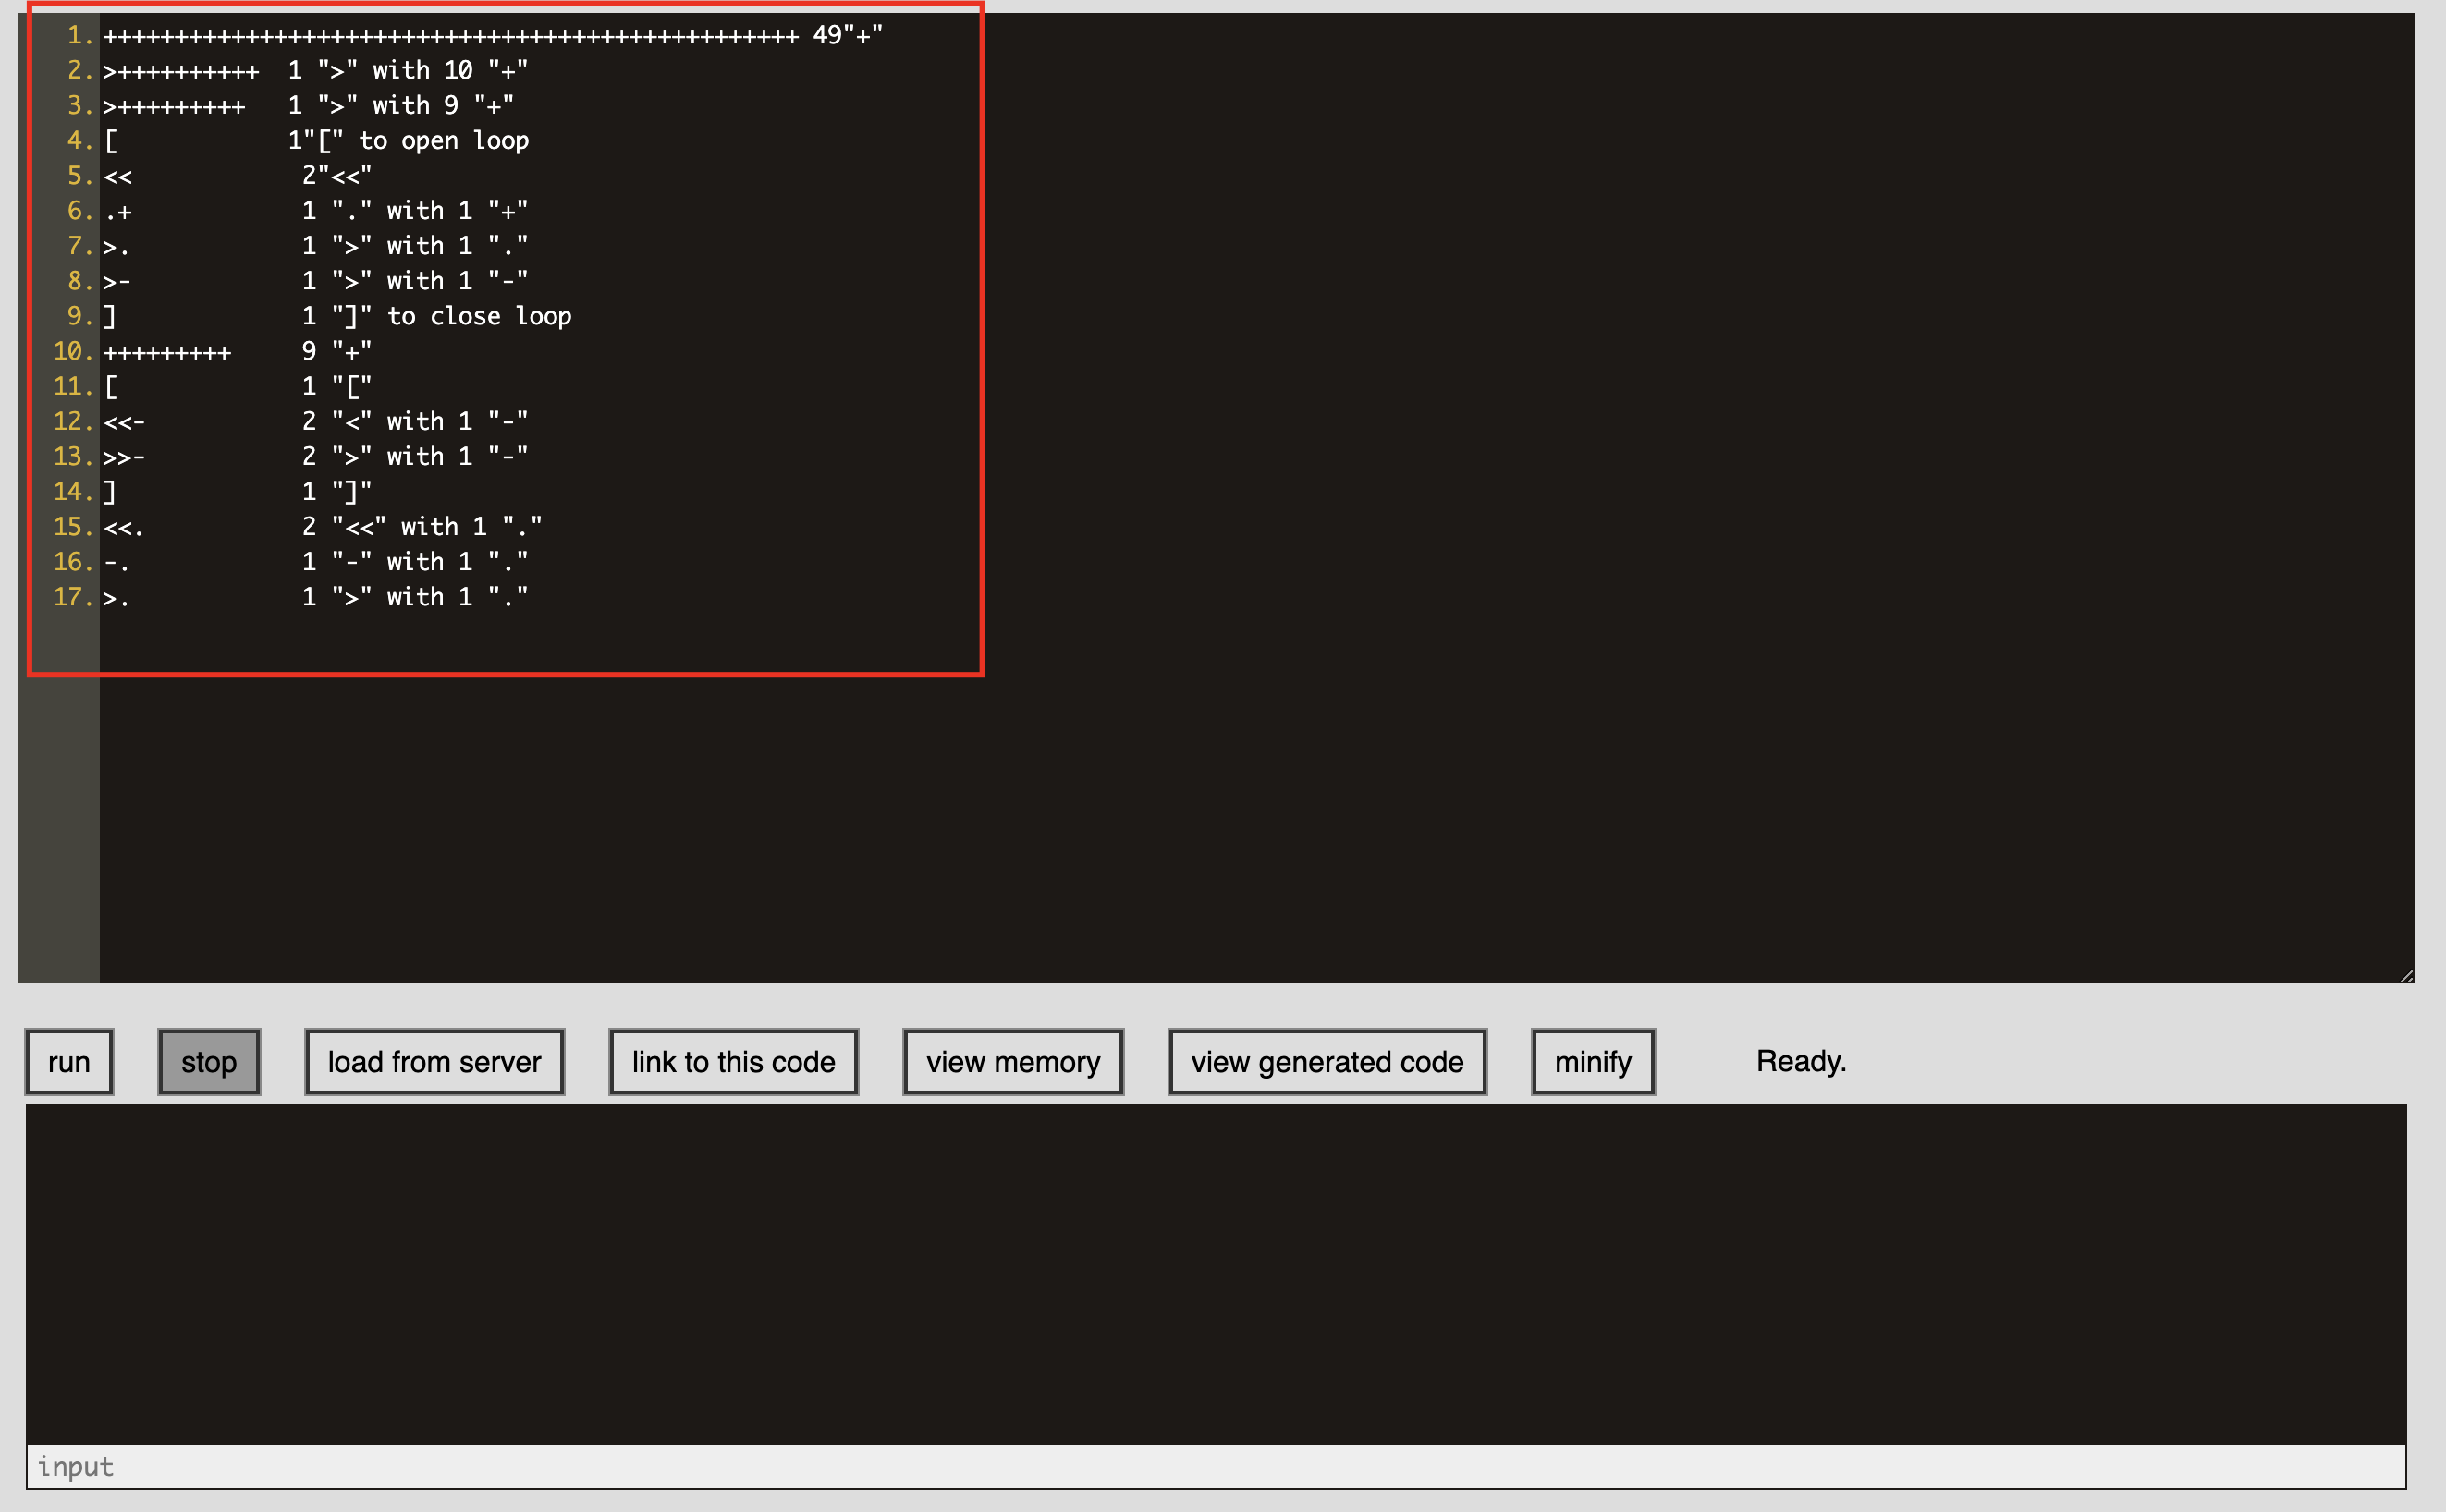 1. +++++++++++++++++++++++++++++++++++++++++++++++++ 49"+"
2. >++++++++++  1 ">" with 10 "+"
3. >+++++++++   1 ">" with 9 "+"
4. [            1"[" to open loop
5. <<            2"<<"
6. .+            1 "." with 1 "+"
7. >.            1 ">" with 1 "."
8. >-            1 ">" with 1 "-"
9. ]             1 "]" to close loop
10. +++++++++     9 "+"
11. [             1 "["
12. <<-           2 "<" with 1 "-"
13. >>-           2 ">" with 1 "-"
14. ]             1 "]"
15. <<.           2 "<<" with 1 "."
16. -.            1 "-" with 1 "."
17. >.            1 ">" with 1 "."
run stop load from server link to this code view memory view generated code minify Ready.
input